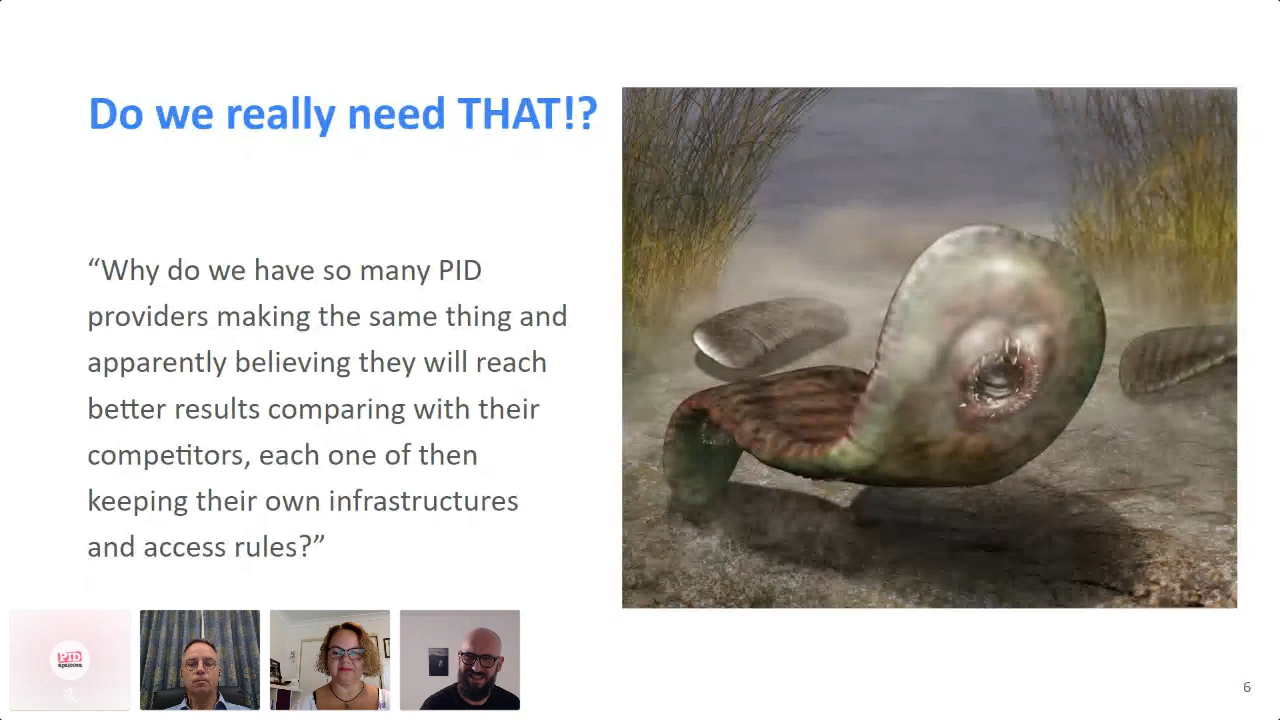 Do we really need THAT!?
“Why do we have so many PID
providers making the same thing and
apparently believing they will reach
better results comparing with their
competitors, each one of then
keeping their own infrastructures
and access rules?”
PID
apalooza
6